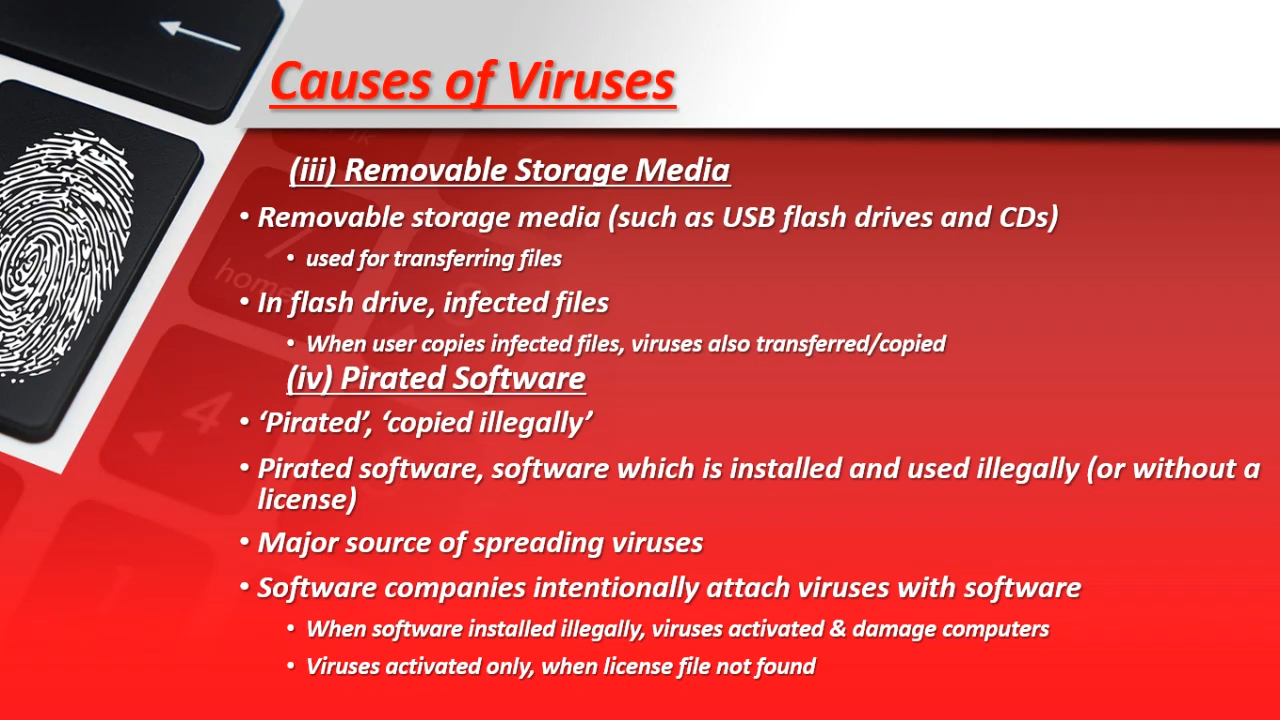 Causes of Viruses
(iii) Removable Storage Media
• Removable storage media (such as USB flash drives and CDs)
• used for transferring files
home
• In flash drive, infected files
• When user copies infected files, viruses also transferred/copied
(iv) Pirated Software
4
• ‘Pirated’, ‘copied illegally’
• Pirated software, software which is installed and used illegally (or without a
license)
• Major source of spreading viruses
1
• Software companies intentionally attach viruses with software
• When software installed illegally, viruses activated & damage computers
• Viruses activated only, when license file not found